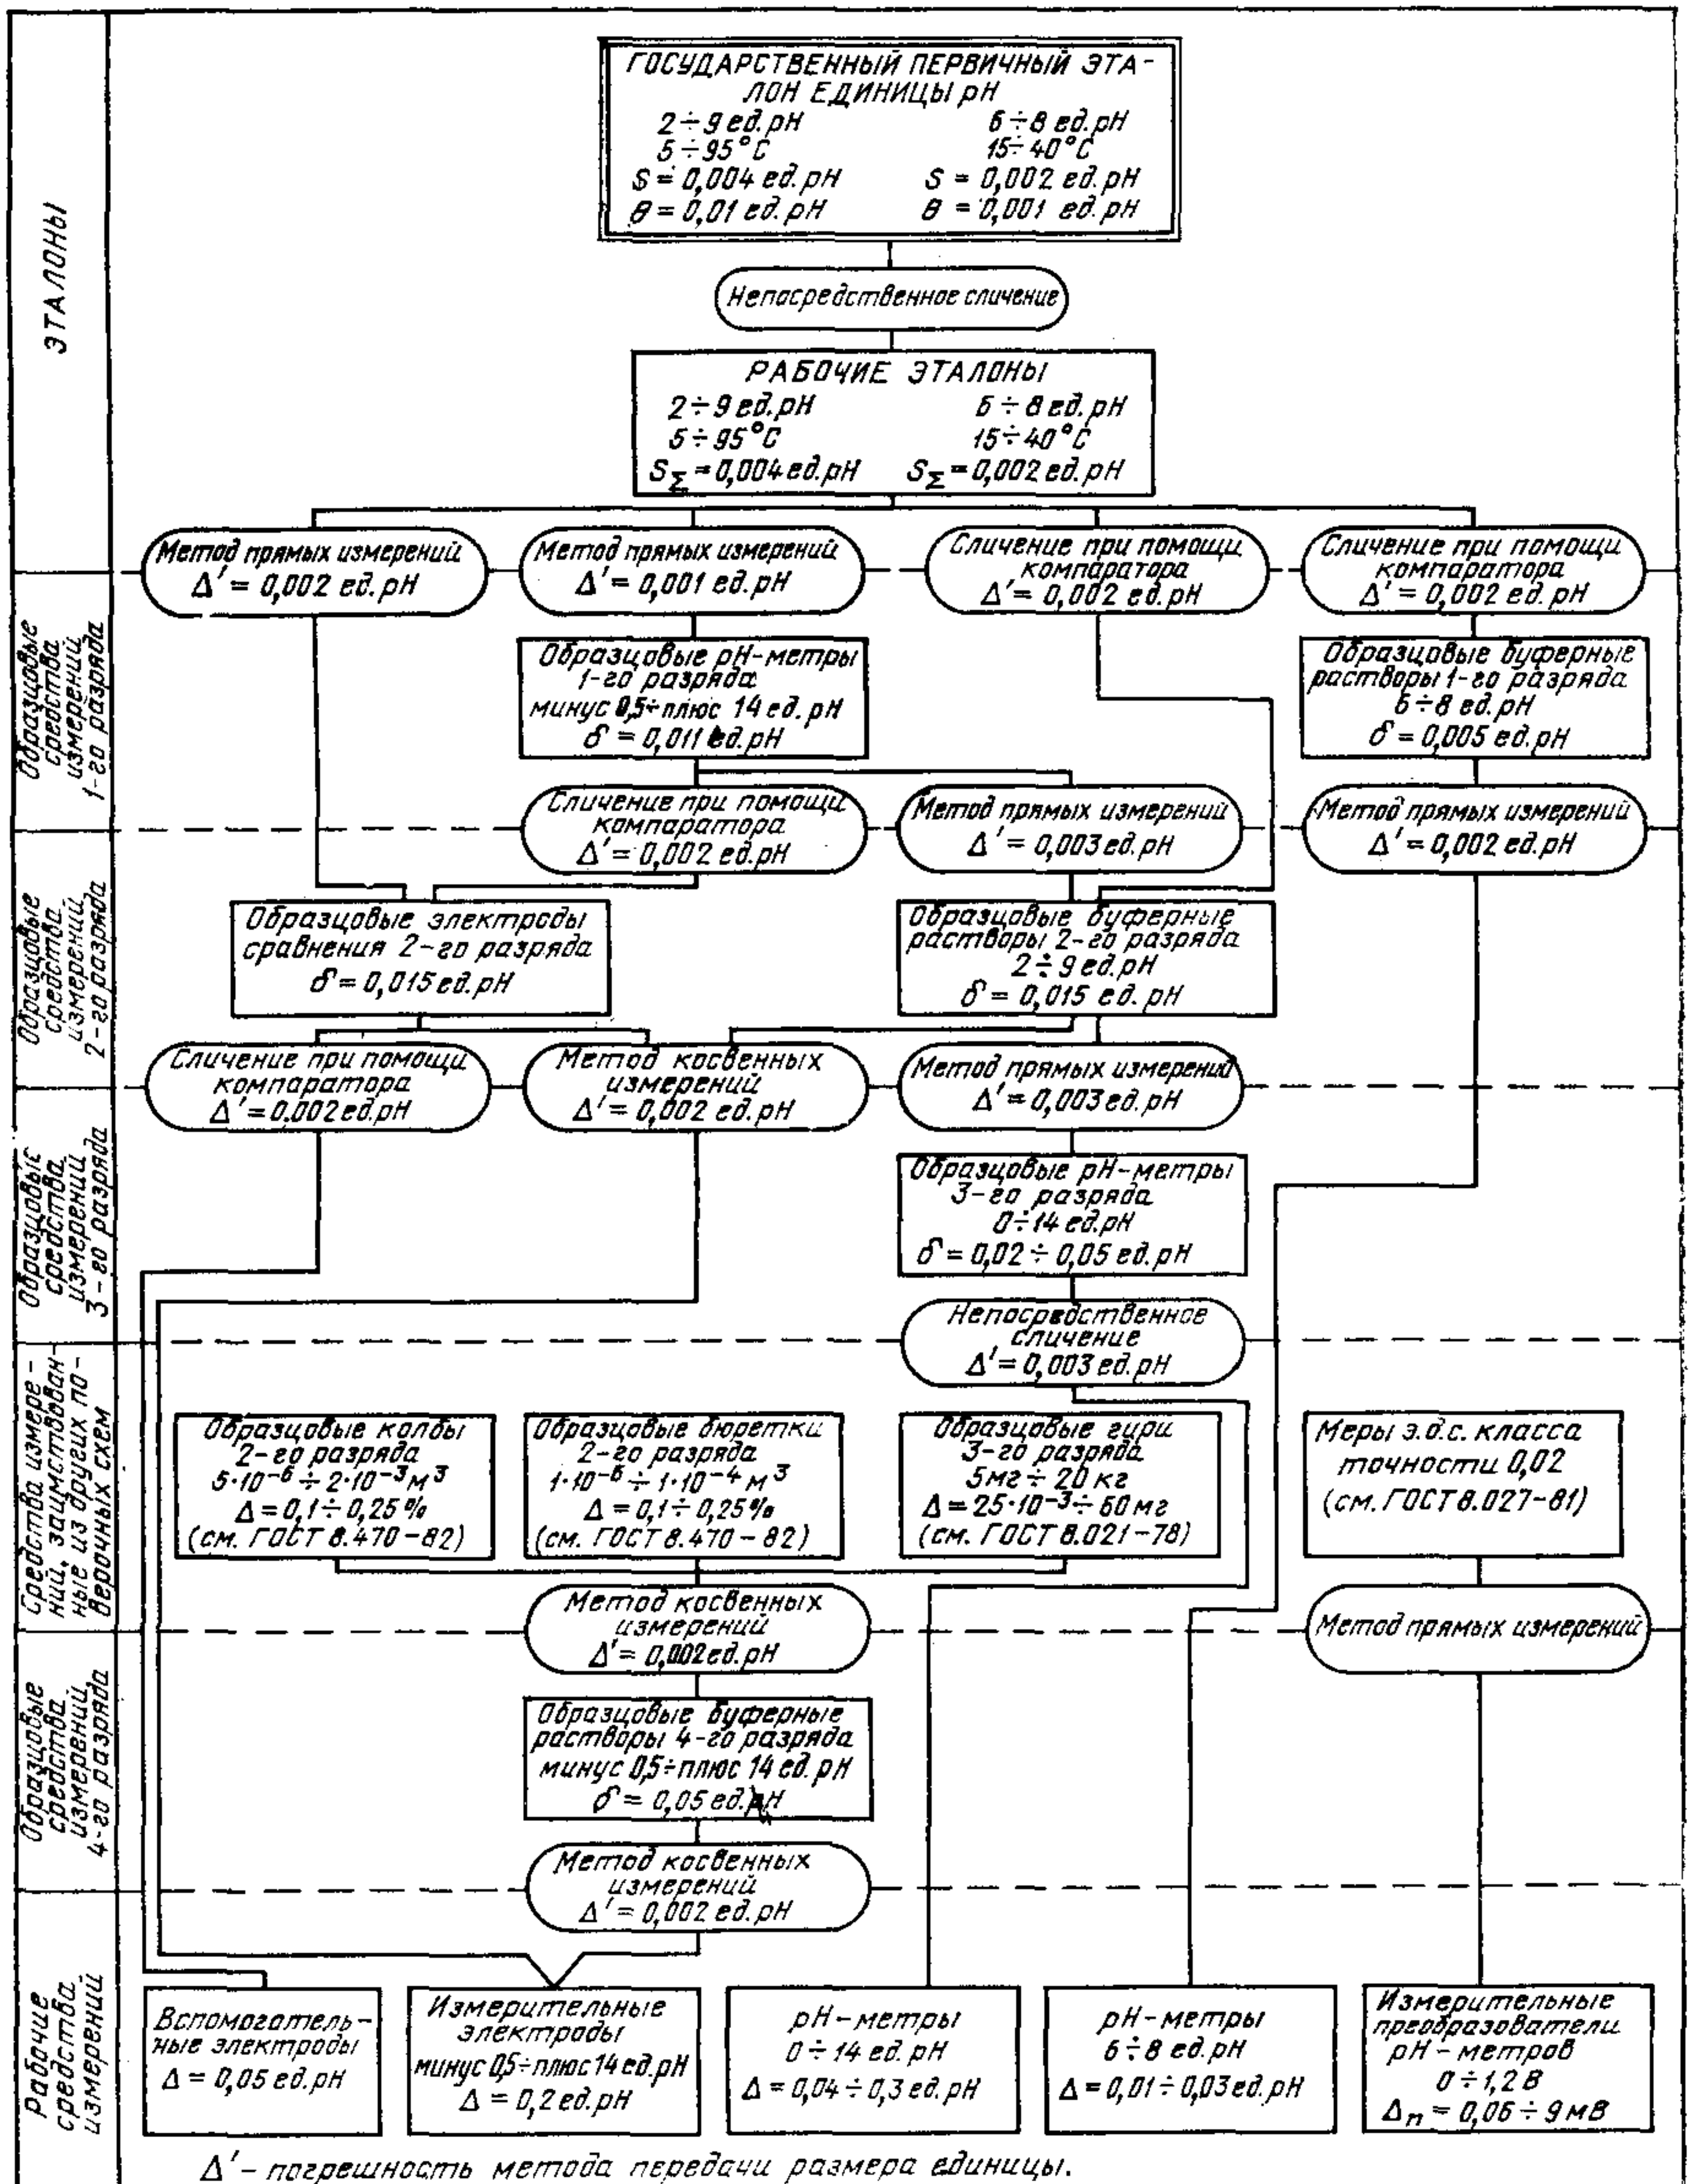 ЭТАЛОНЫ
ГОСУДАРСТВЕННЫЙ ПЕРВИЧНЫЙ ЭТА-
ЛОН ЕДИНИЦЫ pH
2÷9 ед.pH 6÷8 ед.pH
5÷95°C 15÷40°C
S = 0,004 ед.pH S = 0,002 ед.pH
θ = 0,01 ед.pH θ = 0,001 ед.pH
Непосредственное сличение
РАБОЧИЕ ЭТАЛОНЫ
2÷9 ед.pH 6÷8 ед.pH
5÷95°C 15÷40°C
S_Σ = 0,004 ед.pH S_Σ = 0,002 ед.pH
Метод прямых измерений
Δ′ = 0,002 ед.pH
Метод прямых измерений
Δ′ = 0,001 ед.pH
Сличение при помощи
компаратора
Δ′ = 0,002 ед.pH
Сличение при помощи
компаратора
Δ′ = 0,002 ед.pH
Образцовые
средства
измерений
1-го разряда
Образцовые pH-метры
1-го разряда
минус 0,5÷плюс 14 ед.pH
δ = 0,011 ед.pH
Образцовые буферные
растворы 1-го разряда
6÷8 ед.pH
δ = 0,005 ед.pH
Сличение при помощи
компаратора
Δ′ = 0,002 ед.pH
Метод прямых измерений
Δ′ = 0,003 ед.pH
Метод прямых измерений
Δ′ = 0,002 ед.pH
Образцовые
средства
измерений
2-го разряда
Образцовые электроды
сравнения 2-го разряда
δ = 0,015 ед.pH
Образцовые буферные
растворы 2-го разряда
2÷9 ед.pH
δ = 0,015 ед.pH
Сличение при помощи
компаратора
Δ′ = 0,002 ед.pH
Метод косвенных
измерений
Δ′ = 0,002 ед.pH
Метод прямых измерений
Δ′ = 0,003 ед.pH
Образцовые
средства
измерений
3-го разряда
Образцовые pH-метры
3-го разряда
0÷14 ед.pH
δ = 0,02÷0,05 ед.pH
Непосредственное
сличение
Δ′ = 0,003 ед.pH
Средства измере-
ний, заимствован-
ные из других по-
верочных схем
Образцовые колбы
2-го разряда
5·10⁻⁶÷2·10⁻³ м³
Δ = 0,1÷0,25%
(см. ГОСТ 8.470-82)
Образцовые бюретки
2-го разряда
1·10⁻⁶÷1·10⁻⁴ м³
Δ = 0,1÷0,25%
(см. ГОСТ 8.470-82)
Образцовые гири
3-го разряда
5мг÷20 кг
Δ = 25·10⁻³÷60 мг
(см. ГОСТ 8.021-78)
Меры э.д.с. класса
точности 0,02
(см. ГОСТ 8.027-81)
Метод косвенных
измерений
Δ′ = 0,002 ед.pH
Метод прямых измерений
Образцовые
средства
измерений
4-го разряда
Образцовые буферные
растворы 4-го разряда
минус 0,5÷плюс 14 ед.pH
δ = 0,05 ед.pH
Метод косвенных
измерений
Δ′ = 0,002 ед.pH
Рабочие
средства
измерений
Вспомогатель-
ные электроды
Δ = 0,05 ед.pH
Измерительные
электроды
минус 0,5÷плюс 14 ед.pH
Δ = 0,2 ед.pH
pH-метры
0÷14 ед.pH
Δ = 0,04÷0,3 ед.pH
pH-метры
6÷8 ед.pH
Δ = 0,01÷0,03 ед.pH
Измерительные
преобразователи
pH-метров
0÷1,2 В
Δп = 0,06÷9 мВ
Δ′ - погрешность метода передачи размера единицы.